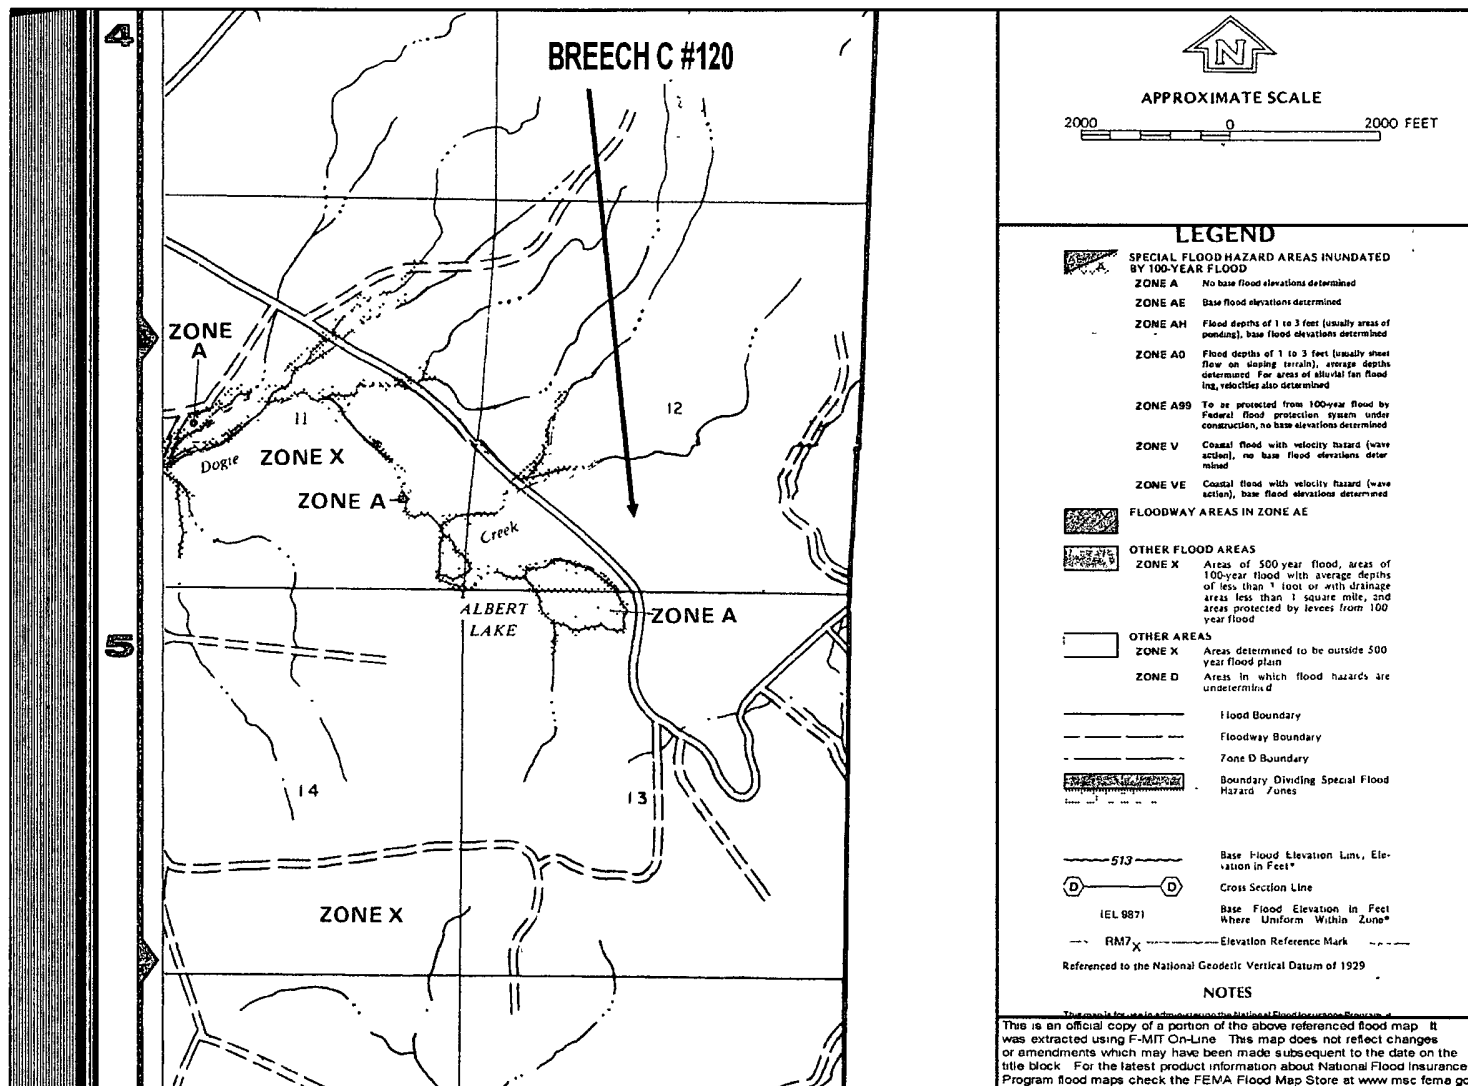 4
BREECH C #120
ZONE
A
11
12
Dogie
ZONE X
ZONE A
Creek
ALBERT
LAKE
ZONE A
5
14
13
ZONE X
N
APPROXIMATE SCALE
2000 0 2000 FEET
LEGEND
SPECIAL FLOOD HAZARD AREAS INUNDATED
BY 100-YEAR FLOOD
ZONE A No base flood elevations determined
ZONE AE Base flood elevations determined
ZONE AH Flood depths of 1 to 3 feet (usually areas of
ponding), base flood elevations determined
ZONE AO Flood depths of 1 to 3 feet (usually sheet
flow on sloping terrain), average depths
determined For areas of alluvial fan flood
ing, velocities also determined
ZONE A99 To be protected from 100-year flood by
Federal flood protection system under
construction, no base elevations determined
ZONE V Coastal flood with velocity hazard (wave
action), no base flood elevations deter
mined
ZONE VE Coastal flood with velocity hazard (wave
action), base flood elevations determined
FLOODWAY AREAS IN ZONE AE
OTHER FLOOD AREAS
ZONE X Areas of 500 year flood, areas of
100-year flood with average depths
of less than 1 foot or with drainage
areas less than 1 square mile, and
areas protected by levees from 100
year flood
OTHER AREAS
ZONE X Areas determined to be outside 500
year flood plain
ZONE D Areas in which flood hazards are
undetermined
Flood Boundary
Floodway Boundary
Zone D Boundary
Boundary Dividing Special Flood
Hazard Zones
513 Base Flood Elevation Line, Ele-
vation in Feet*
D D Cross Section Line
(EL 987) Base Flood Elevation in Feet
Where Uniform Within Zone*
RM7X Elevation Reference Mark
Referenced to the National Geodetic Vertical Datum of 1929
NOTES
This map is for use in administering the National Flood Insurance Program
This is an official copy of a portion of the above referenced flood map It
was extracted using F-MIT On-Line This map does not reflect changes
or amendments which may have been made subsequent to the date on the
title block For the latest product information about National Flood Insurance
Program flood maps check the FEMA Flood Map Store at www msc fema go